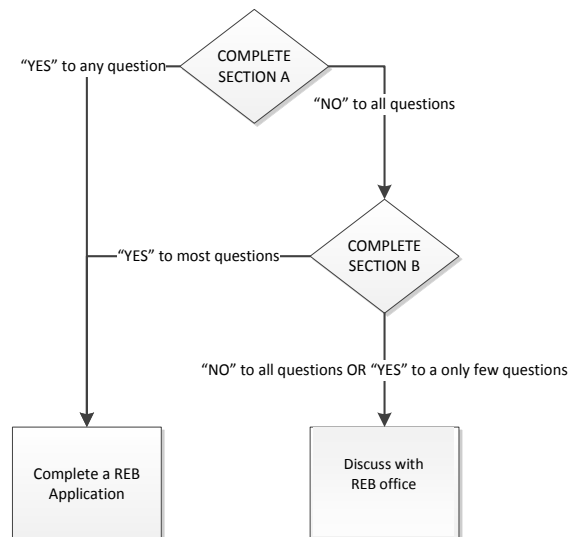 COMPLETE
SECTION A
“YES” to any question
“NO” to all questions
COMPLETE
SECTION B
“YES” to most questions
“NO” to all questions OR “YES” to a only few questions
Complete a REB
Application
Discuss with
REB office